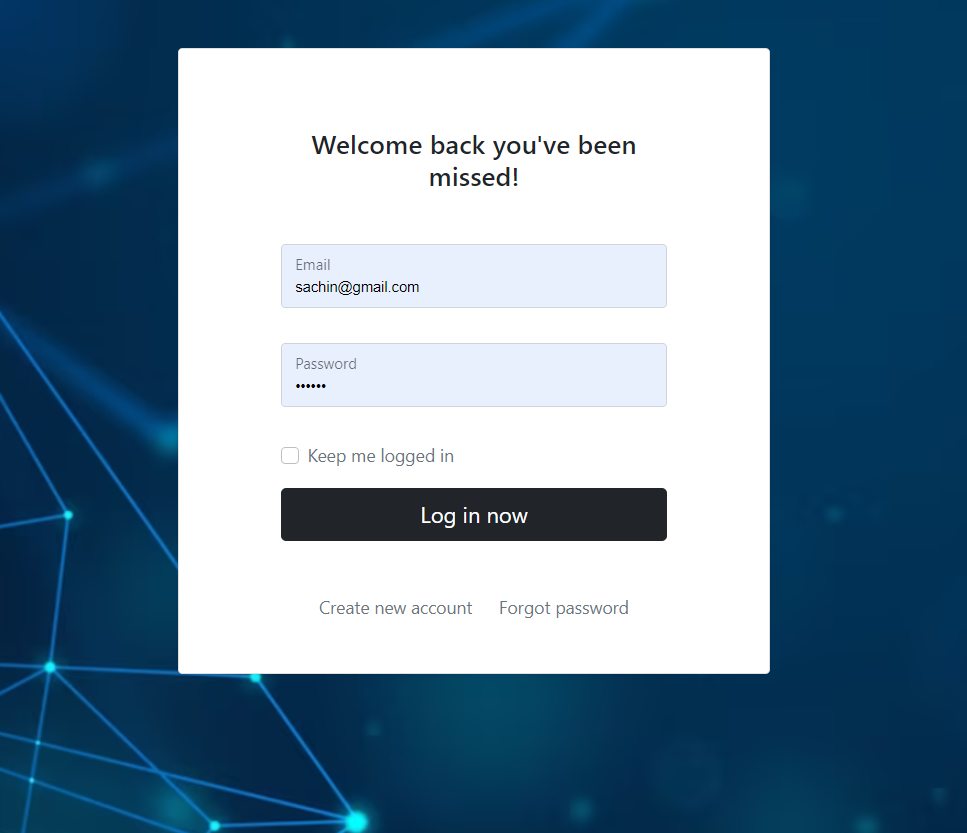 Welcome back you've been
missed!
Email
sachin@gmail.com
Password
••••••
Keep me logged in
Log in now
Create new account Forgot password